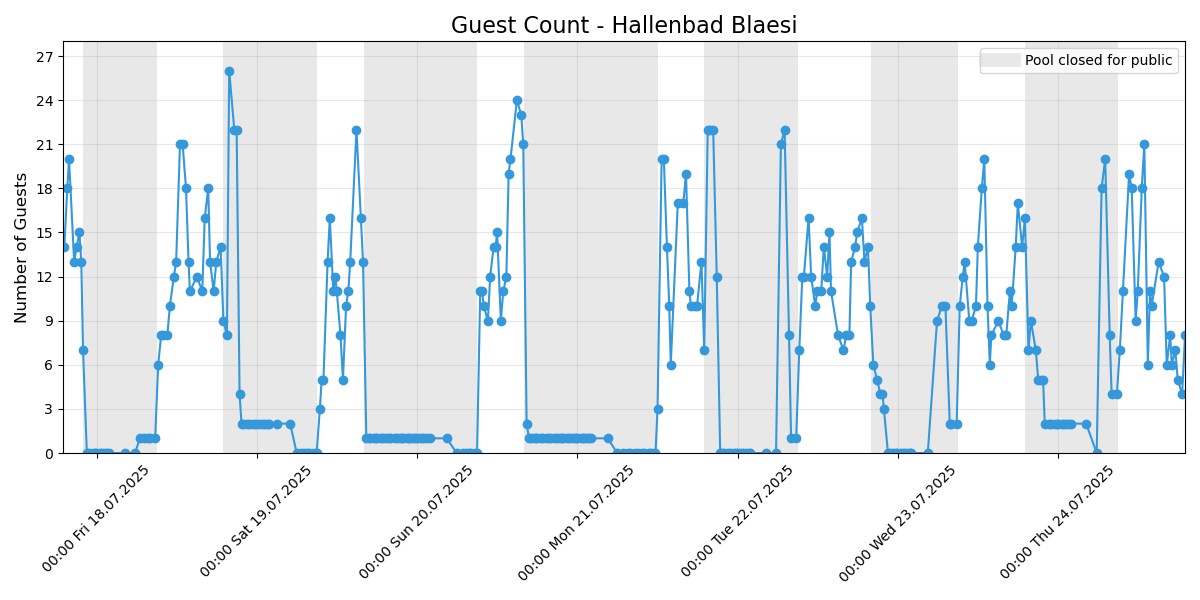 Guest Count - Hallenbad Blaesi
Pool closed for public
Number of Guests
27
24
21
18
15
12
9
6
3
0
00:00 Fri 18.07.2025
00:00 Sat 19.07.2025
00:00 Sun 20.07.2025
00:00 Mon 21.07.2025
00:00 Tue 22.07.2025
00:00 Wed 23.07.2025
00:00 Thu 24.07.2025